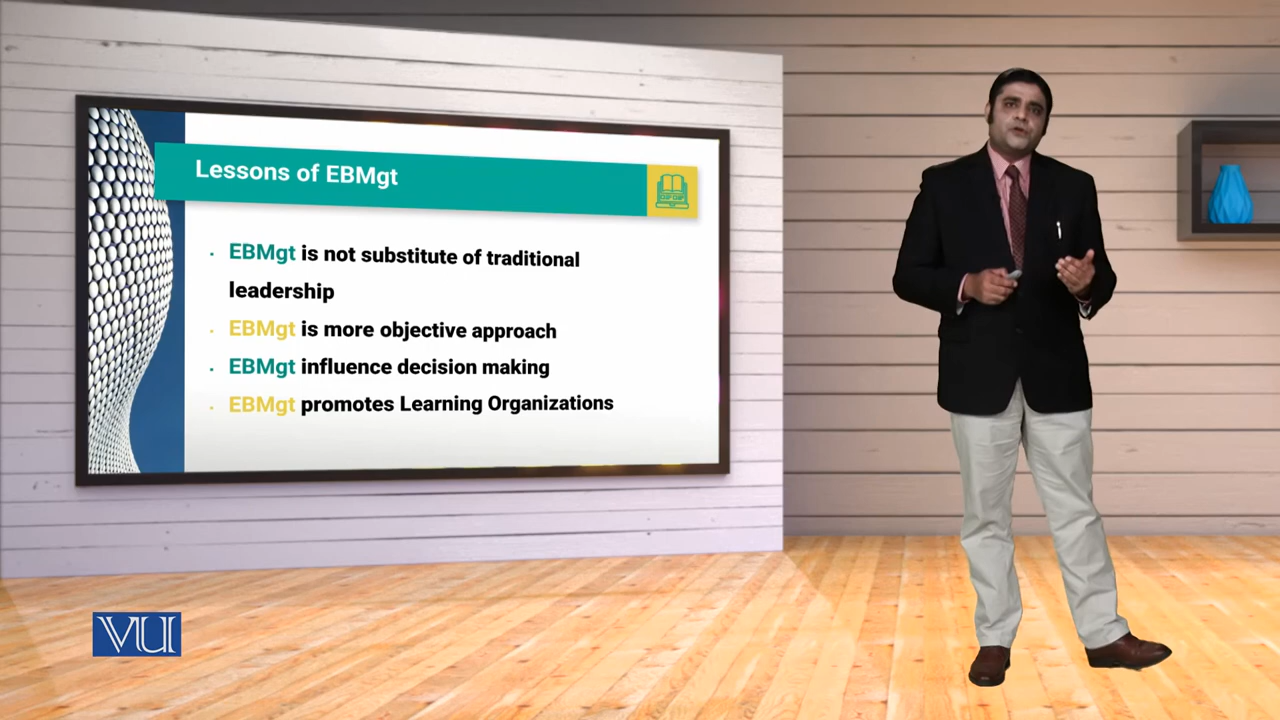 Lessons of EBMgt
· EBMgt is not substitute of traditional
leadership
· EBMgt is more objective approach
· EBMgt influence decision making
· EBMgt promotes Learning Organizations
VU